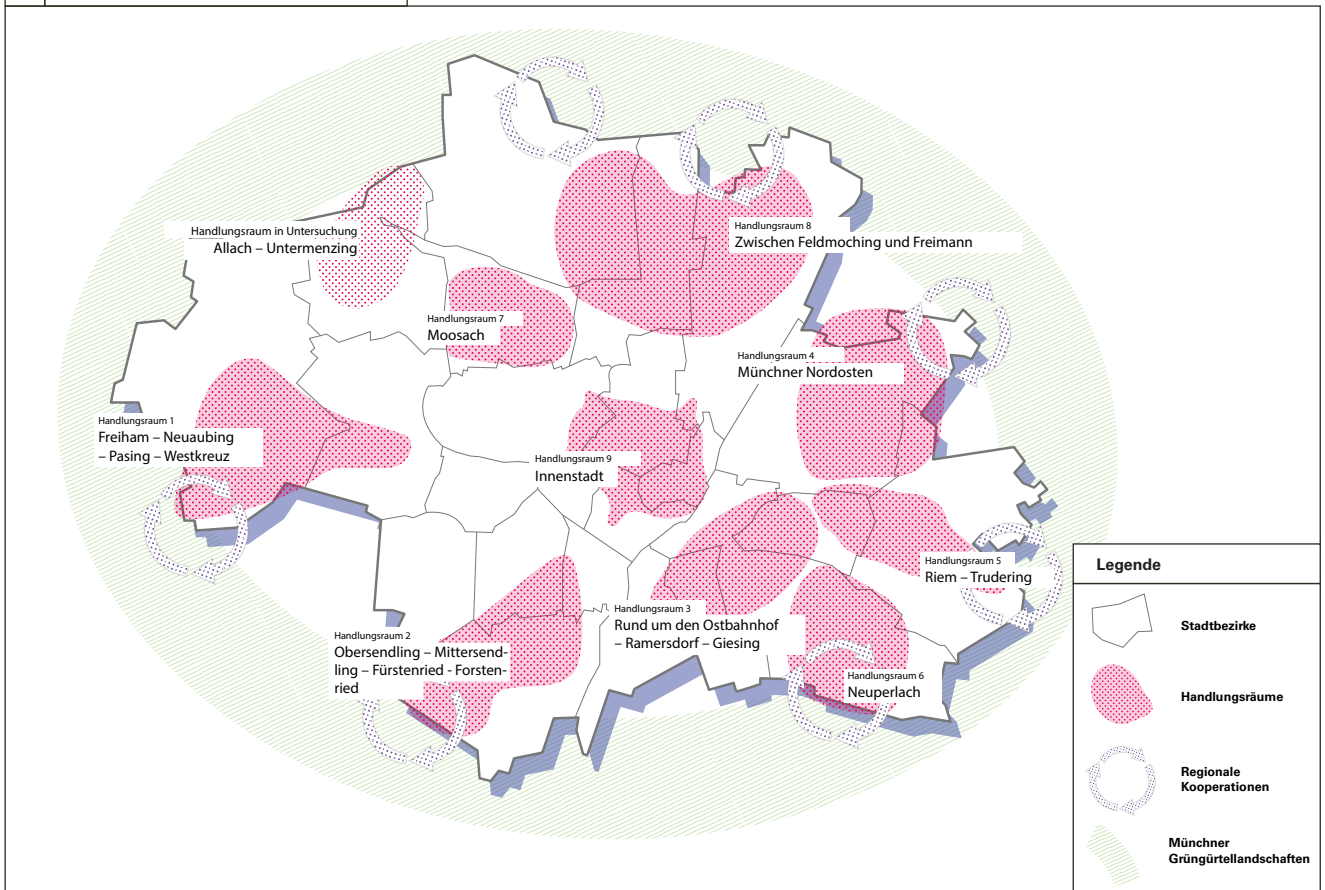 Handlungsraum in Untersuchung
Allach – Untermenzing
Handlungsraum 8
Zwischen Feldmoching und Freimann
Handlungsraum 7
Moosach
Handlungsraum 4
Münchner Nordosten
Handlungsraum 1
Freiham – Neuaubing
– Pasing – Westkreuz
Handlungsraum 9
Innenstadt
Handlungsraum 5
Riem – Trudering
Handlungsraum 3
Rund um den Ostbahnhof
– Ramersdorf – Giesing
Handlungsraum 2
Obersendling – Mittersend-
ling – Fürstenried - Forsten-
ried
Handlungsraum 6
Neuperlach
Legende
Stadtbezirke
Handlungsräume
Regionale
Kooperationen
Münchner
Grüngürtellandschaften